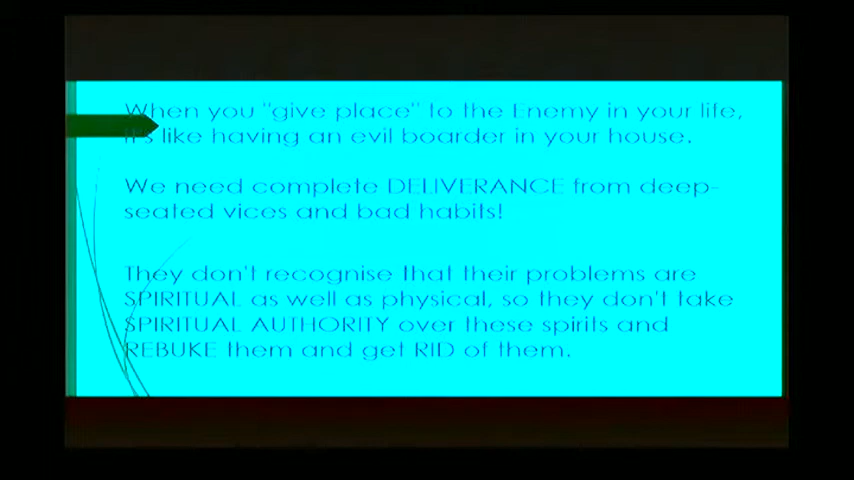 When you "give place" to the Enemy in your life,
it's like having an evil boarder in your house.
We need complete DELIVERANCE from deep-
seated vices and bad habits!
They don't recognise that their problems are
SPIRITUAL as well as physical, so they don't take
SPIRITUAL AUTHORITY over these spirits and
REBUKE them and get RID of them.